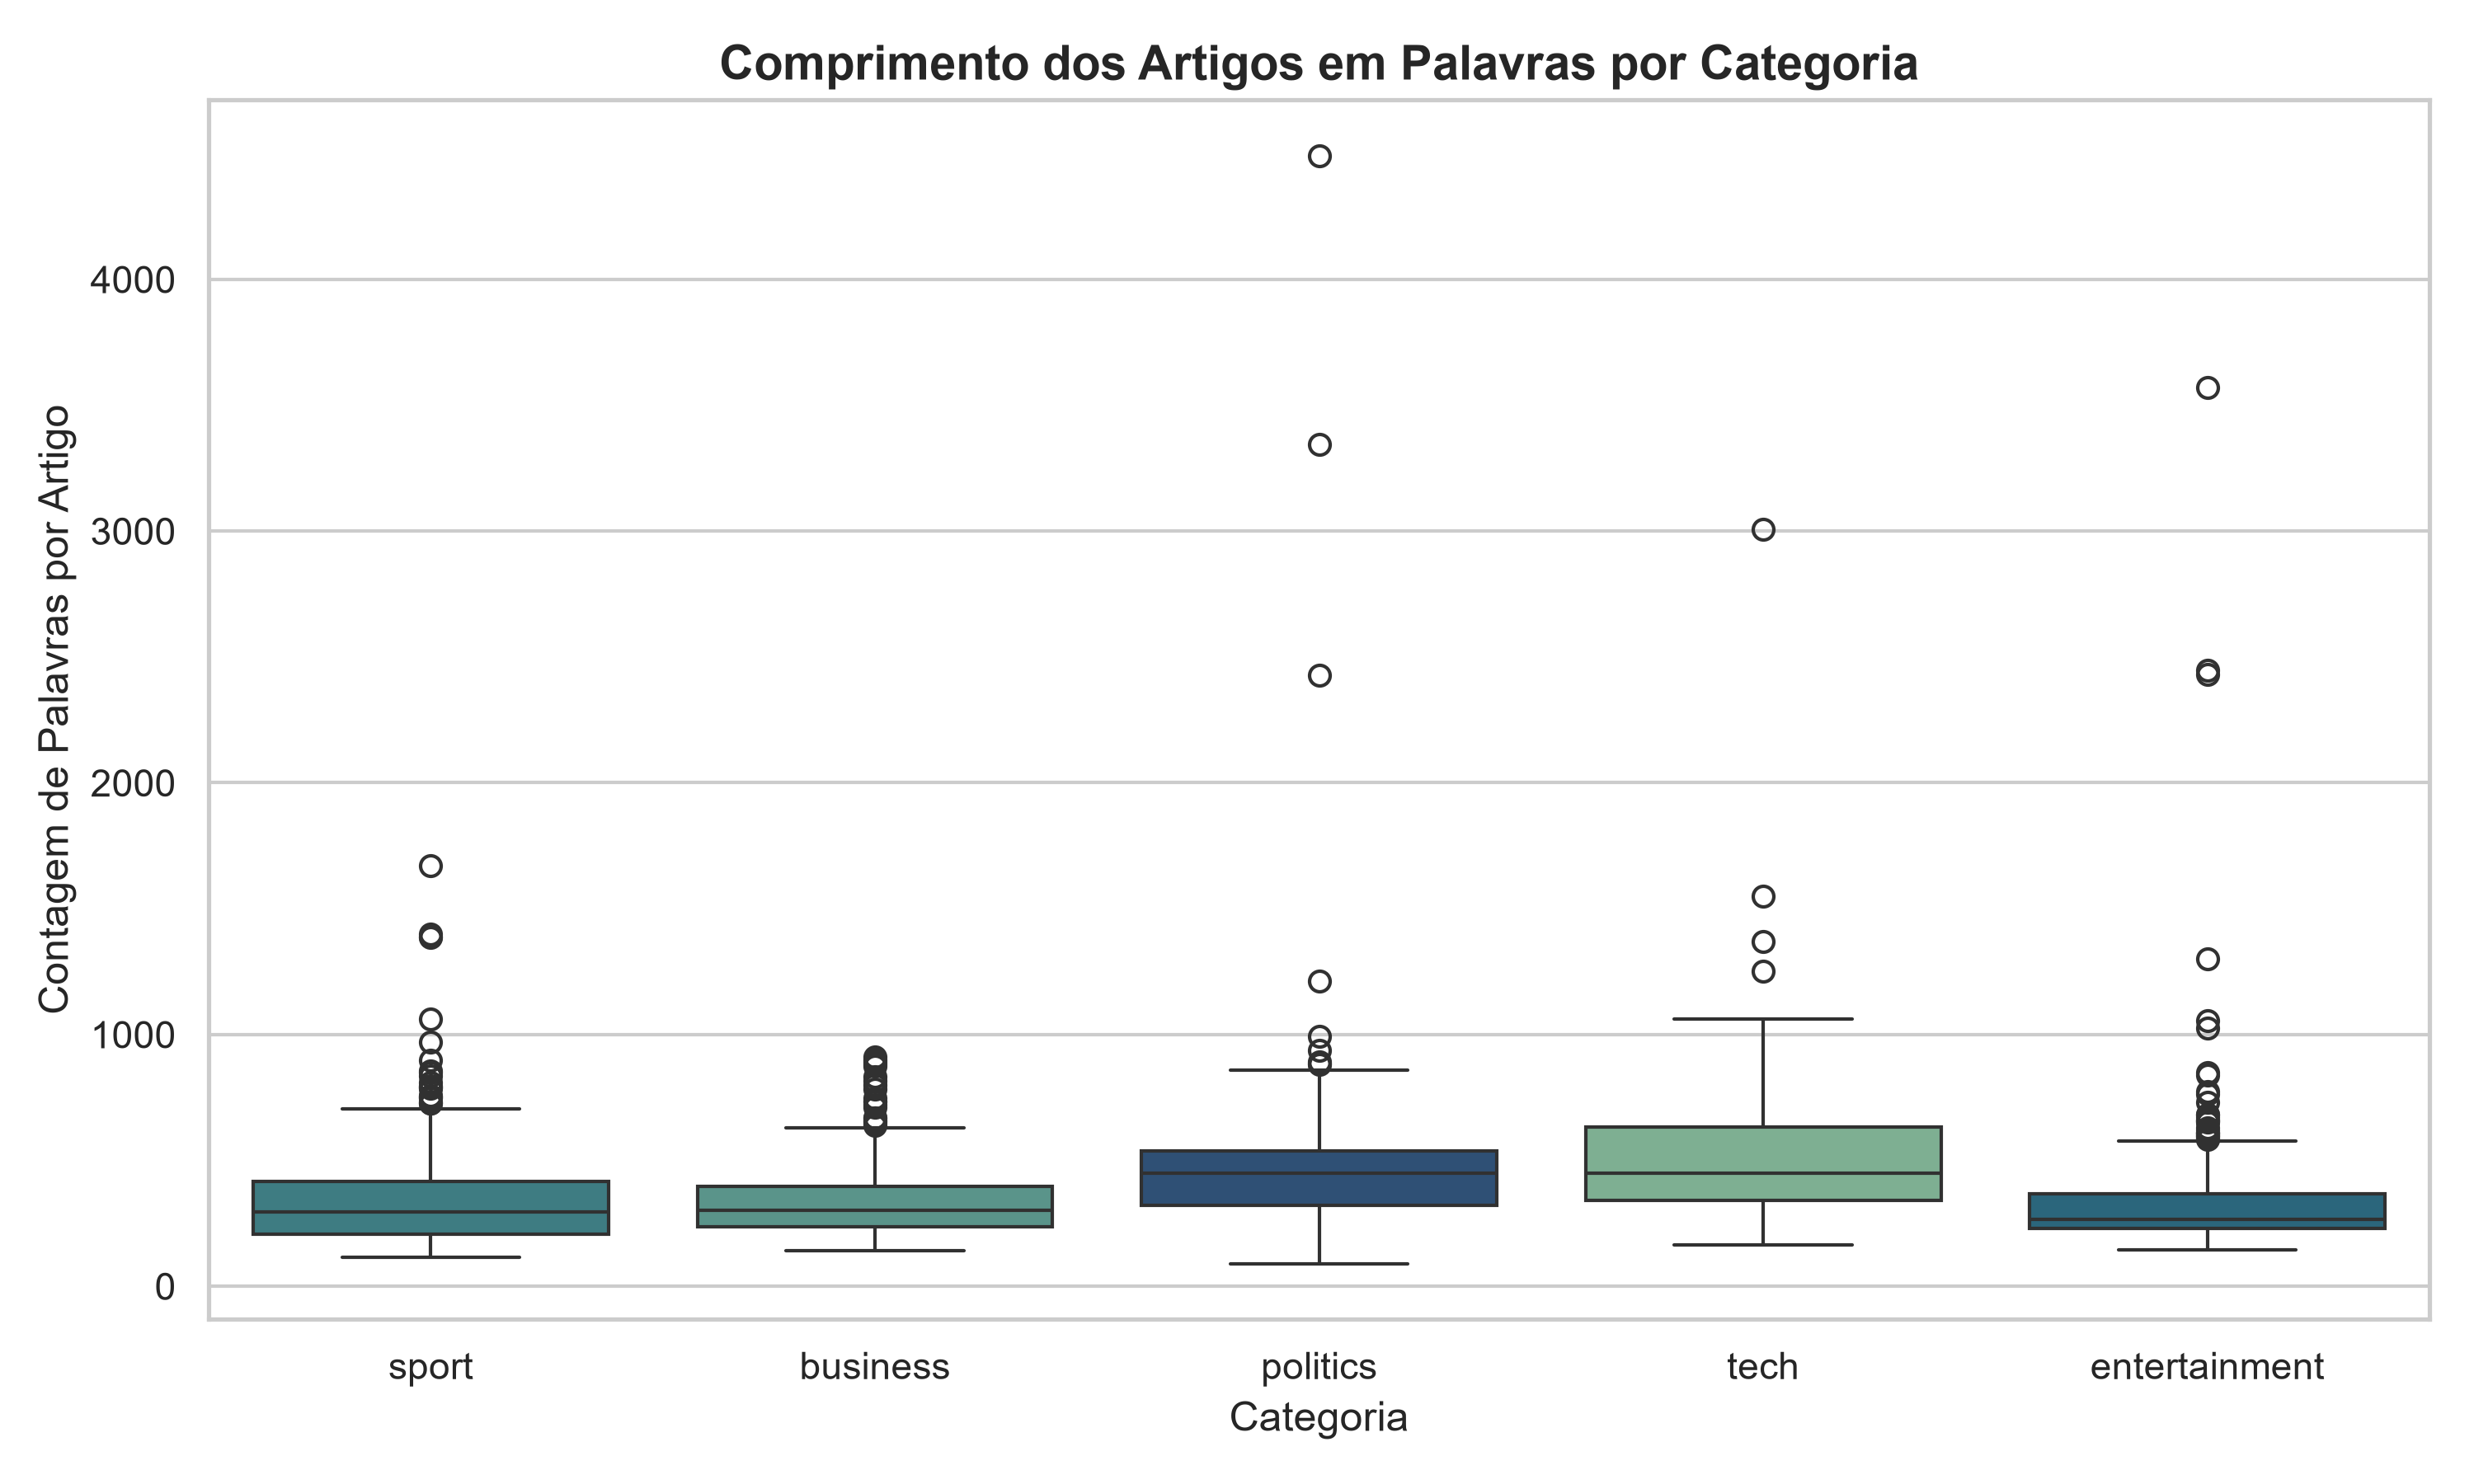 Comprimento dos Artigos em Palavras por Categoria
Contagem de Palavras por Artigo
4000
3000
2000
1000
0
sport business politics tech entertainment
Categoria